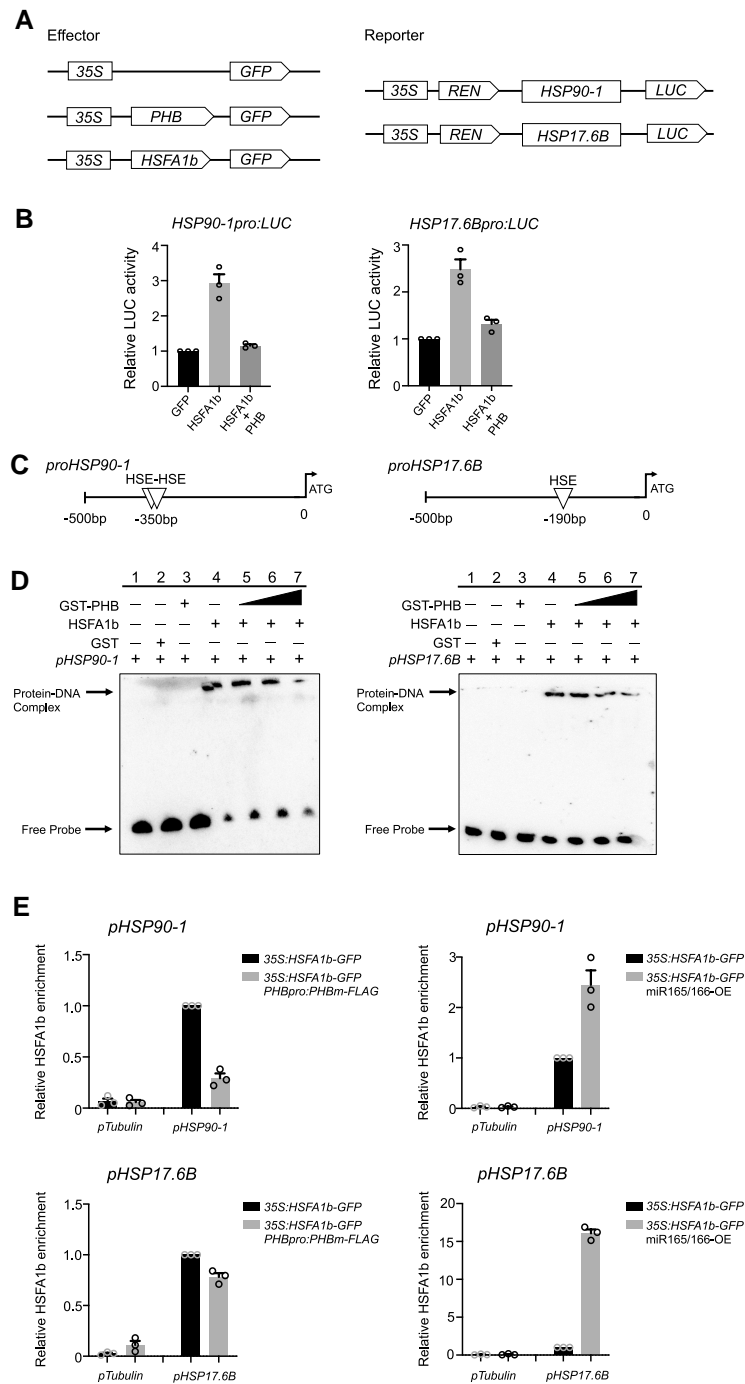 A
Effector
Reporter
35S GFP
35S PHB GFP
35S HSFA1b GFP
35S REN HSP90-1 LUC
35S REN HSP17.6B LUC
B
HSP90-1pro:LUC
Relative LUC activity
4
3
2
1
0
GFP
HSFA1b
HSFA1b
+
PHB
HSP17.6Bpro:LUC
Relative LUC activity
3
2
1
0
GFP
HSFA1b
HSFA1b
+
PHB
C
proHSP90-1
HSE-HSE
ATG
-500bp
-350bp
0
proHSP17.6B
HSE
ATG
-500bp
-190bp
0
D
1 2 3 4 5 6 7
GST-PHB – – + –
HSFA1b – – – + + + +
GST – + – – – – –
pHSP90-1 + + + + + + +
Protein-DNA
Complex
Free Probe
1 2 3 4 5 6 7
GST-PHB – – + –
HSFA1b – – – + + + +
GST – + – – – – –
pHSP17.6B + + + + + + +
Protein-DNA
Complex
Free Probe
E
pHSP90-1
Relative HSFA1b enrichment
1.5
1.0
0.5
0
pTubulin
pHSP90-1
35S:HSFA1b-GFP
35S:HSFA1b-GFP
PHBpro:PHBm-FLAG
pHSP90-1
Relative HSFA1b enrichment
3
2
1
0
pTubulin
pHSP90-1
35S:HSFA1b-GFP
35S:HSFA1b-GFP
miR165/166-OE
pHSP17.6B
Relative HSFA1b enrichment
1.5
1.0
0.5
0
pTubulin
pHSP17.6B
35S:HSFA1b-GFP
35S:HSFA1b-GFP
PHBpro:PHBm-FLAG
pHSP17.6B
Relative HSFA1b enrichment
20
15
10
5
0
pTubulin
pHSP17.6B
35S:HSFA1b-GFP
35S:HSFA1b-GFP
miR165/166-OE